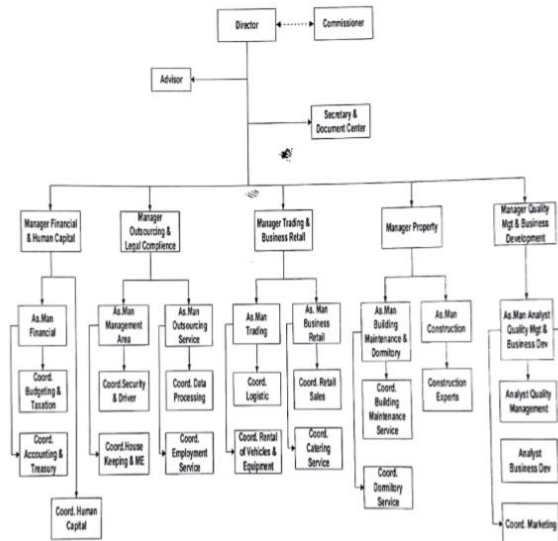 Director
Commissioner
Advisor
Secretary &
Document Center
Manager Financial
& Human Capital
Manager
Outsourcing &
Legal Complience
Manager Trading &
Business Retail
Manager Property
Manager Quality
Mgt & Business
Development
As.Man
Financial
As.Man
Management
Area
As.Man
Outsourcing
Service
As.Man
Trading
As. Man
Business
Retail
As.Man
Building
Maintenance &
Dormitory
As.Man
Construction
As.Man Analyst
Quality Mgt &
Business Dev
Coord.
Budgeting &
Taxation
Coord.Security
& Driver
Coord. Data
Processing
Coord.
Logistic
Coord. Retail
Sales
Coord.
Building
Maintenance
Service
Construction
Experts
Analyst Quality
Management
Coord.
Accounting &
Treasury
Coord.House
Keeping & ME
Coord.
Employment
Service
Coord. Rental
of Vehicles &
Equipment
Coord.
Catering
Service
Coord.
Dormitory
Service
Analyst
Business Dev
Coord. Human
Capital
Coord. Marketing